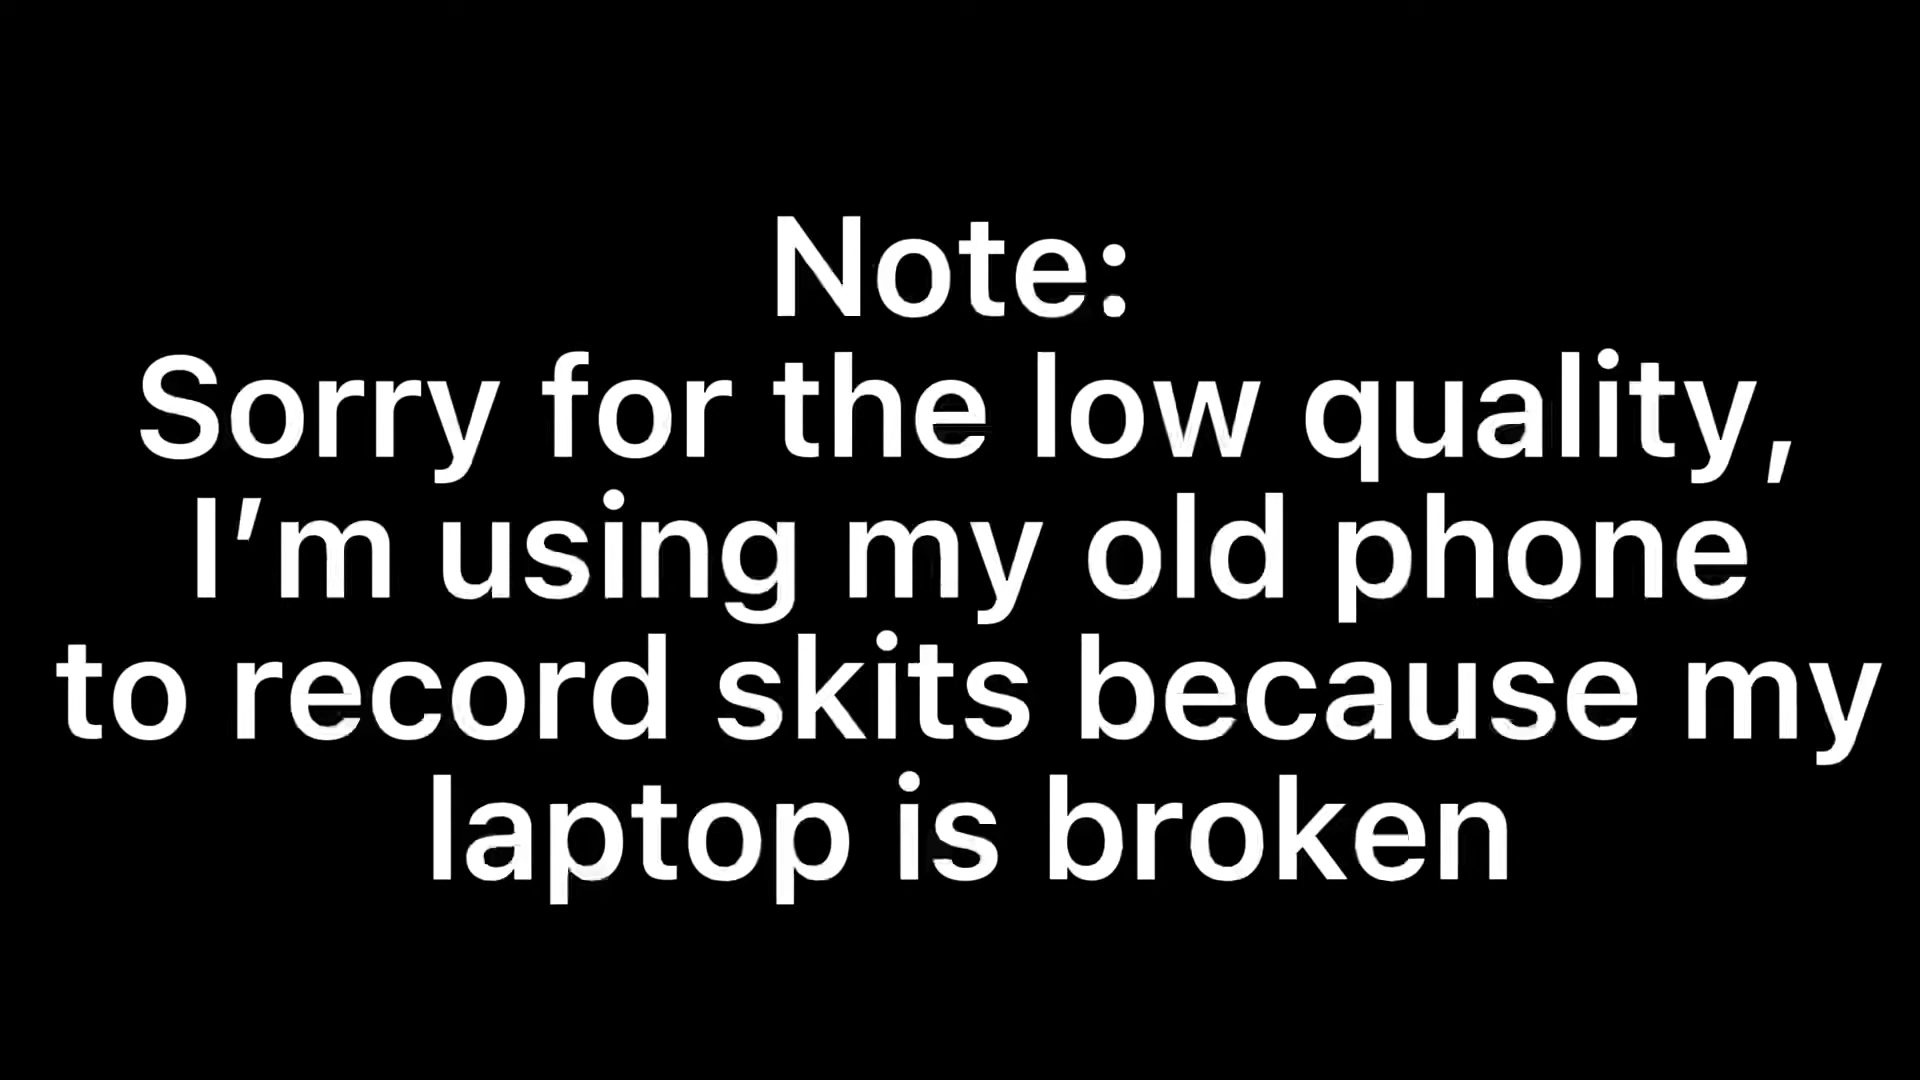 Note:
Sorry for the low quality,
I’m using my old phone
to record skits because my
laptop is broken